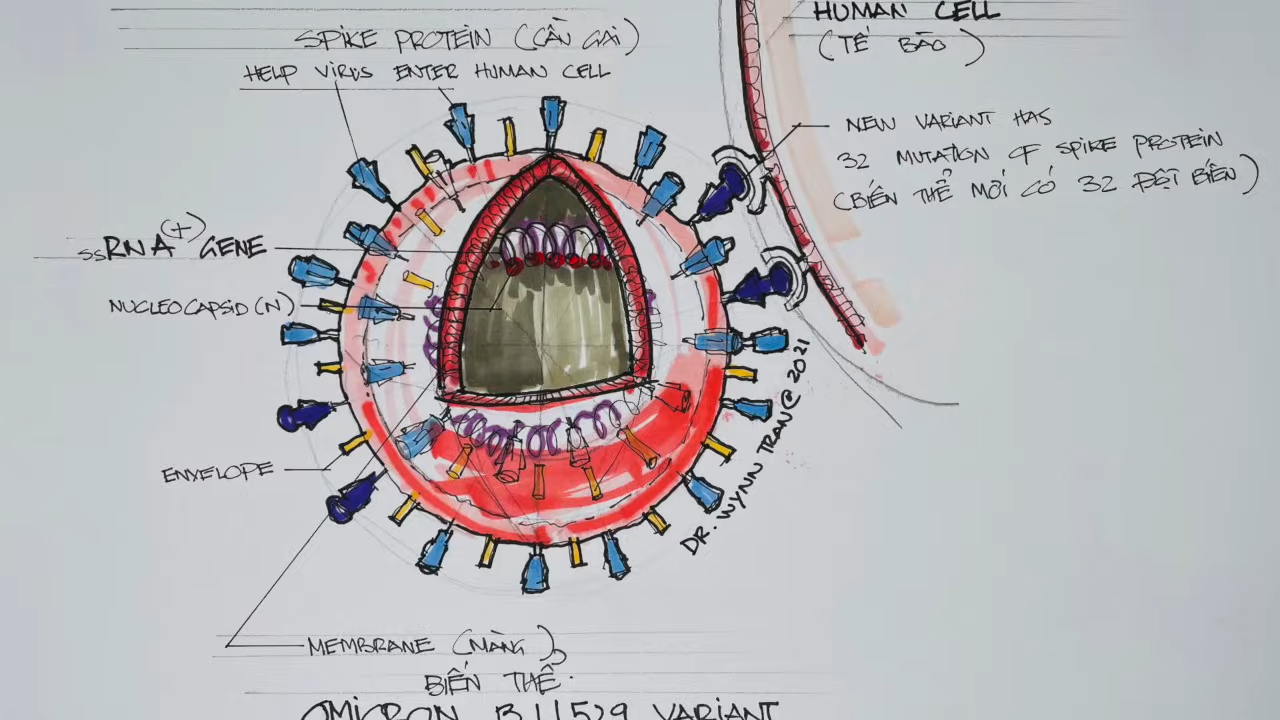 SPIKE PROTEIN (CẦU GAI)
HELP VIRUS ENTER HUMAN CELL
HUMAN CELL
(TẾ BÀO)
NEW VARIANT HAS
32 MUTATION OF SPIKE PROTEIN
(BIẾN THỂ MỚI CÓ 32 ĐỘT BIẾN)
ssRNA(+) GENE
NUCLEOCAPSID (N)
ENVELOPE
DR. WYNN TRAN @ 2021
MEMBRANE (MÀNG)
BIẾN THỂ
OMICRON B.1.1.529 VARIANT